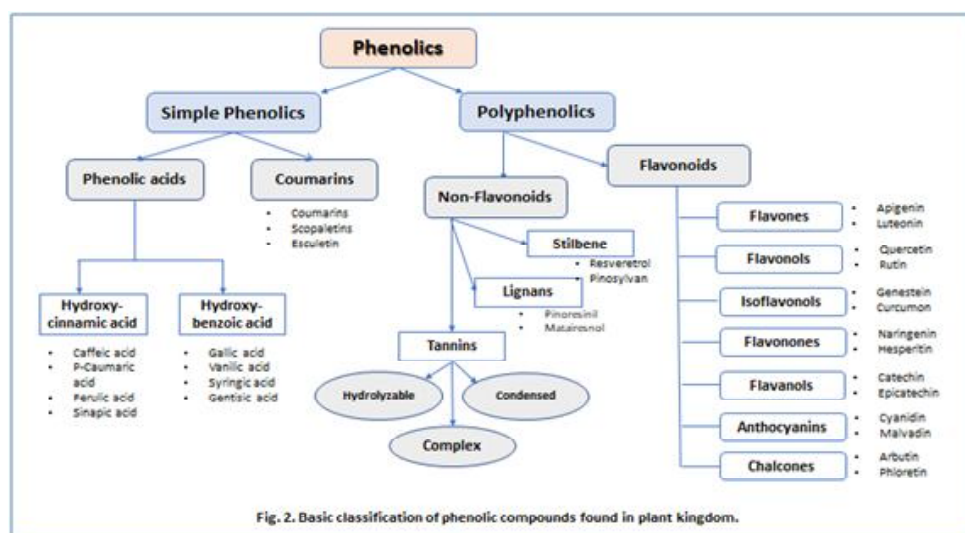 Phenolics
Simple Phenolics
Polyphenolics
Phenolic acids
Coumarins
• Coumarins
• Scopaletins
• Esculetin
Hydroxy-
cinnamic acid
• Caffeic acid
• P-Caumaric
acid
• Ferulic acid
• Sinapic acid
Hydroxy-
benzoic acid
• Gallic acid
• Vanilic acid
• Syringic acid
• Gentisic acid
Non-Flavonoids
Stilbene
• Resveretrol
• Pinosylvan
Lignans
• Pinoresinil
• Matairesnol
Tannins
Hydrolyzable
Condensed
Complex
Flavonoids
Flavones
• Apigenin
• Luteonin
Flavonols
• Quercetin
• Rutin
Isoflavonols
• Genestein
• Curcumon
Flavonones
• Naringenin
• Hesperitin
Flavanols
• Catechin
• Epicatechin
Anthocyanins
• Cyanidin
• Malvadin
Chalcones
• Arbutin
• Phloretin
Fig. 2. Basic classification of phenolic compounds found in plant kingdom.